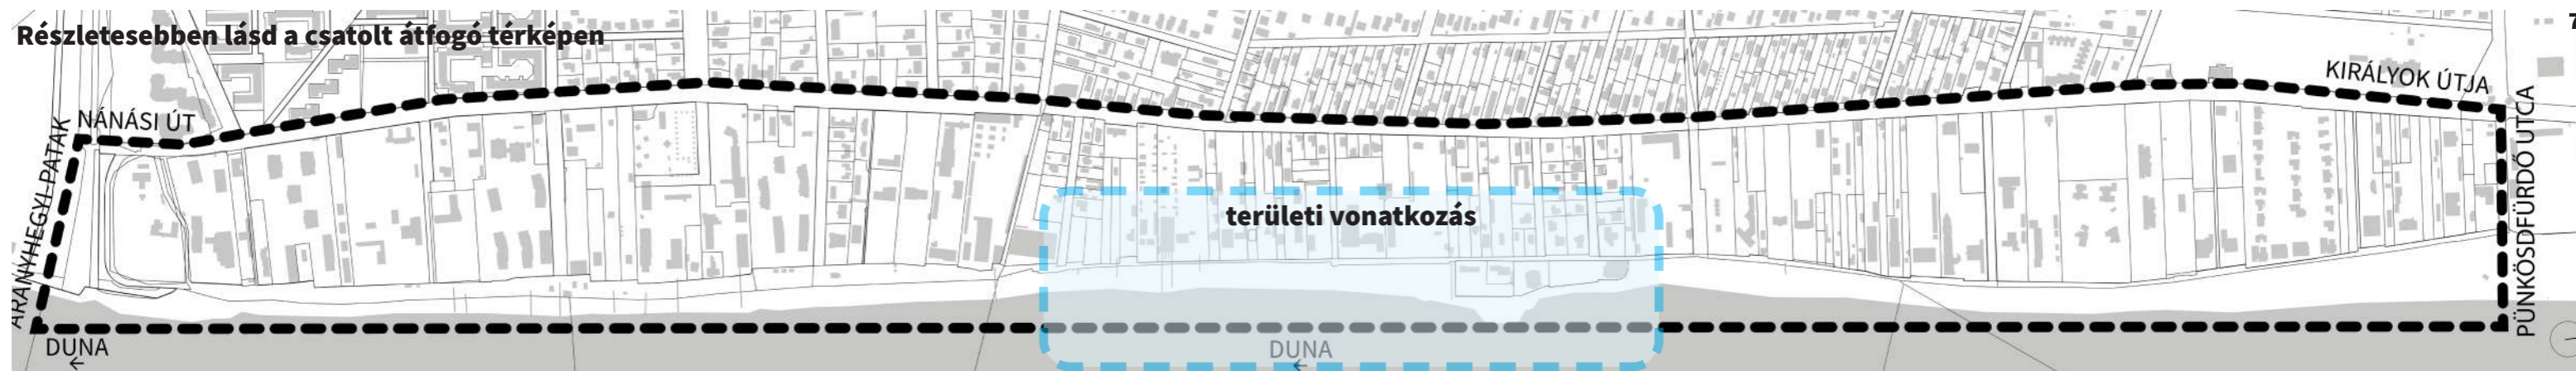 Részletesebben lásd a csatolt átfogó térképen
7
NÁNÁSI ÚT
KIRÁLYOK ÚTJA
ARANYHEGYI-PATAK
PÜNKÖSDFÜRDŐ UTCA
területi vonatkozás
DUNA
←
DUNA
←